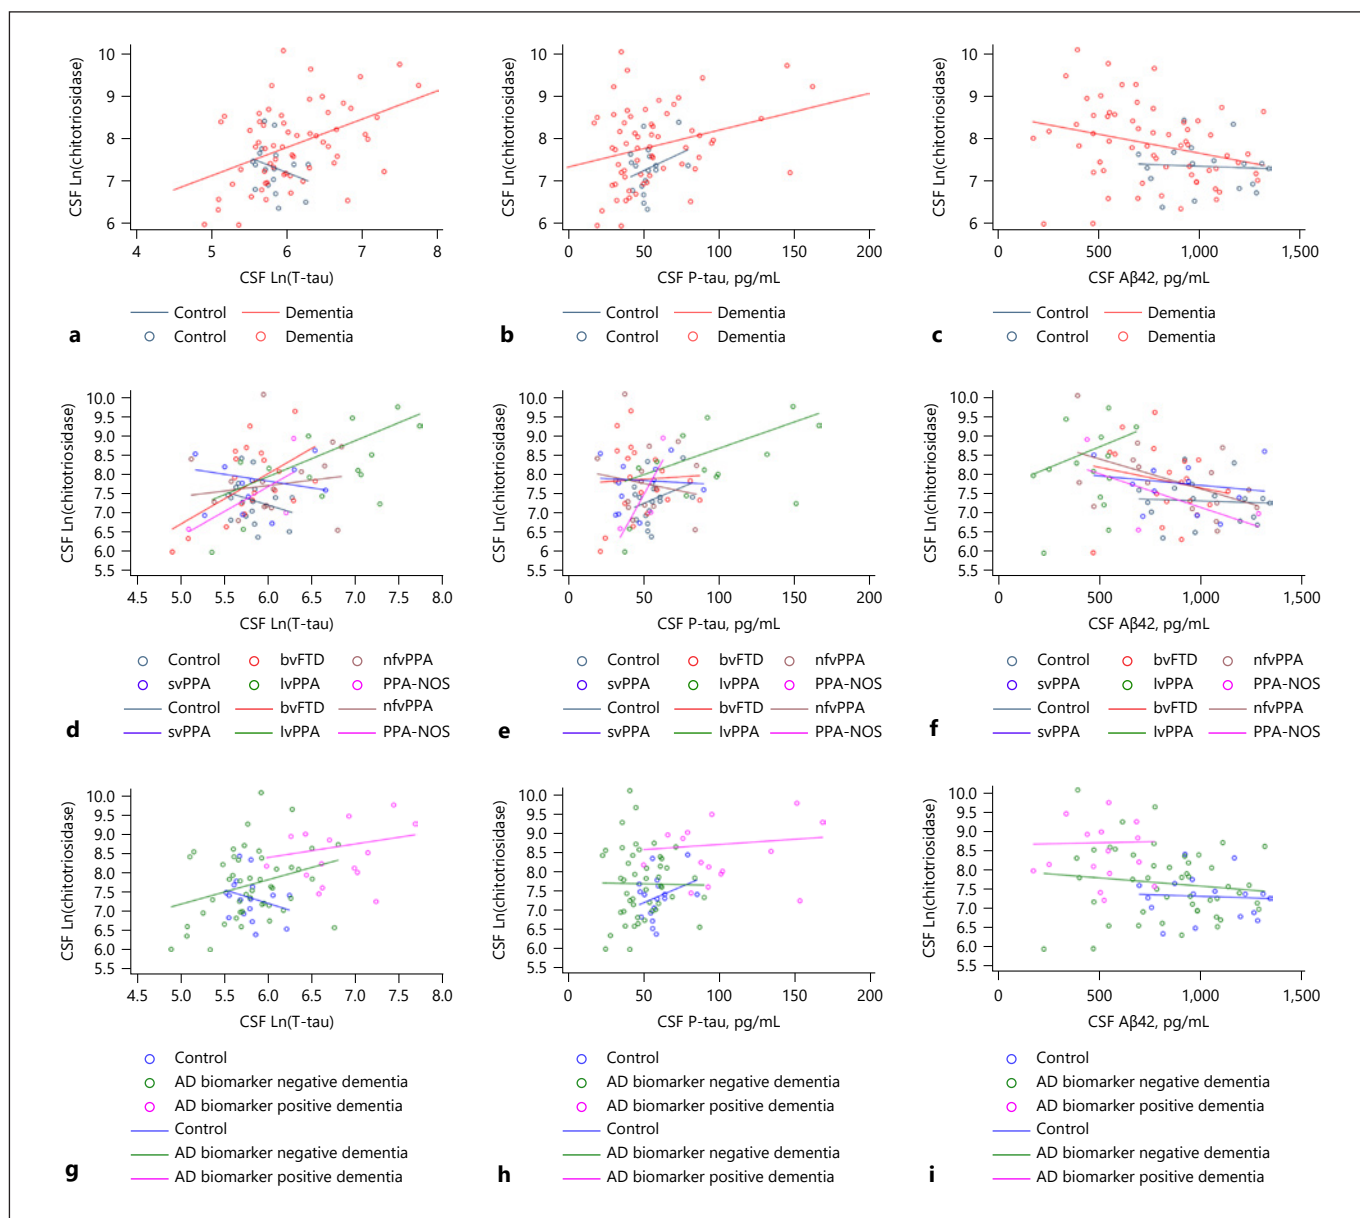 CSF Ln(chitotriosidase)
10
9
8
7
6
4 5 6 7 8
CSF Ln(T-tau)
Control Dementia
Control Dementia
a
CSF Ln(chitotriosidase)
10
9
8
7
6
0 50 100 150 200
CSF P-tau, pg/mL
Control Dementia
Control Dementia
b
CSF Ln(chitotriosidase)
10
9
8
7
6
0 500 1,000 1,500
CSF Aβ42, pg/mL
Control Dementia
Control Dementia
c
CSF Ln(chitotriosidase)
10.0
9.5
9.0
8.5
8.0
7.5
7.0
6.5
6.0
5.5
4.5 5.0 5.5 6.0 6.5 7.0 7.5 8.0
CSF Ln(T-tau)
Control bvFTD nfvPPA
svPPA lvPPA PPA-NOS
Control bvFTD nfvPPA
svPPA lvPPA PPA-NOS
d
CSF Ln(chitotriosidase)
10.0
9.5
9.0
8.5
8.0
7.5
7.0
6.5
6.0
5.5
0 50 100 150 200
CSF P-tau, pg/mL
Control bvFTD nfvPPA
svPPA lvPPA PPA-NOS
Control bvFTD nfvPPA
svPPA lvPPA PPA-NOS
e
CSF Ln(chitotriosidase)
10.0
9.5
9.0
8.5
8.0
7.5
7.0
6.5
6.0
5.5
0 500 1,000 1,500
CSF Aβ42, pg/mL
Control bvFTD nfvPPA
svPPA lvPPA PPA-NOS
Control bvFTD nfvPPA
svPPA lvPPA PPA-NOS
f
CSF Ln(chitotriosidase)
10.0
9.5
9.0
8.5
8.0
7.5
7.0
6.5
6.0
5.5
4.5 5.0 5.5 6.0 6.5 7.0 7.5 8.0
CSF Ln(T-tau)
Control
AD biomarker negative dementia
AD biomarker positive dementia
Control
AD biomarker negative dementia
AD biomarker positive dementia
g
CSF Ln(chitotriosidase)
10.0
9.5
9.0
8.5
8.0
7.5
7.0
6.5
6.0
5.5
0 50 100 150 200
CSF P-tau, pg/mL
Control
AD biomarker negative dementia
AD biomarker positive dementia
Control
AD biomarker negative dementia
AD biomarker positive dementia
h
CSF Ln(chitotriosidase)
10.0
9.5
9.0
8.5
8.0
7.5
7.0
6.5
6.0
5.5
0 500 1,000 1,500
CSF Aβ42, pg/mL
Control
AD biomarker negative dementia
AD biomarker positive dementia
Control
AD biomarker negative dementia
AD biomarker positive dementia
i